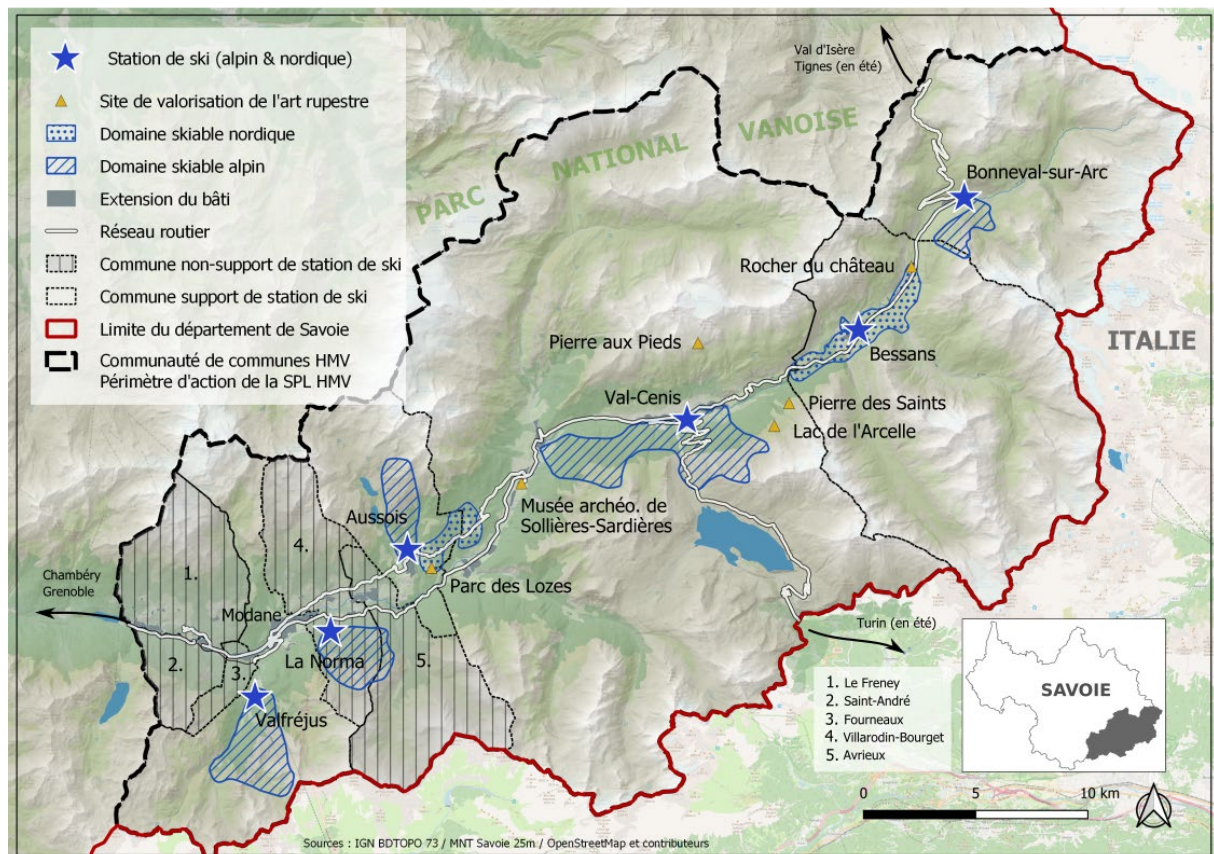 Station de ski (alpin & nordique)
Site de valorisation de l'art rupestre
Domaine skiable nordique
Domaine skiable alpin
Extension du bâti
Réseau routier
Commune non-support de station de ski
Commune support de station de ski
Limite du département de Savoie
Communauté de communes HMV
Périmètre d'action de la SPL HMV
Val d'Isère
Tignes (en été)
PARC NATIONAL VANOISE
Bonneval-sur-Arc
Rocher du château
ITALIE
Pierre aux Pieds
Bessans
Val-Cenis
Pierre des Saints
Lac de l'Arcelle
Musée archéo. de
Sollières-Sardières
Aussois
4.
1.
Parc des Lozes
Chambéry
Grenoble
Modane
La Norma
2.
3.
5.
Valfréjus
Turin (en été)
1. Le Freney
2. Saint-André
3. Fourneaux
4. Villarodin-Bourget
5. Avrieux
SAVOIE
0 5 10 km
Sources : IGN BDTOPO 73 / MNT Savoie 25m / OpenStreetMap et contributeurs